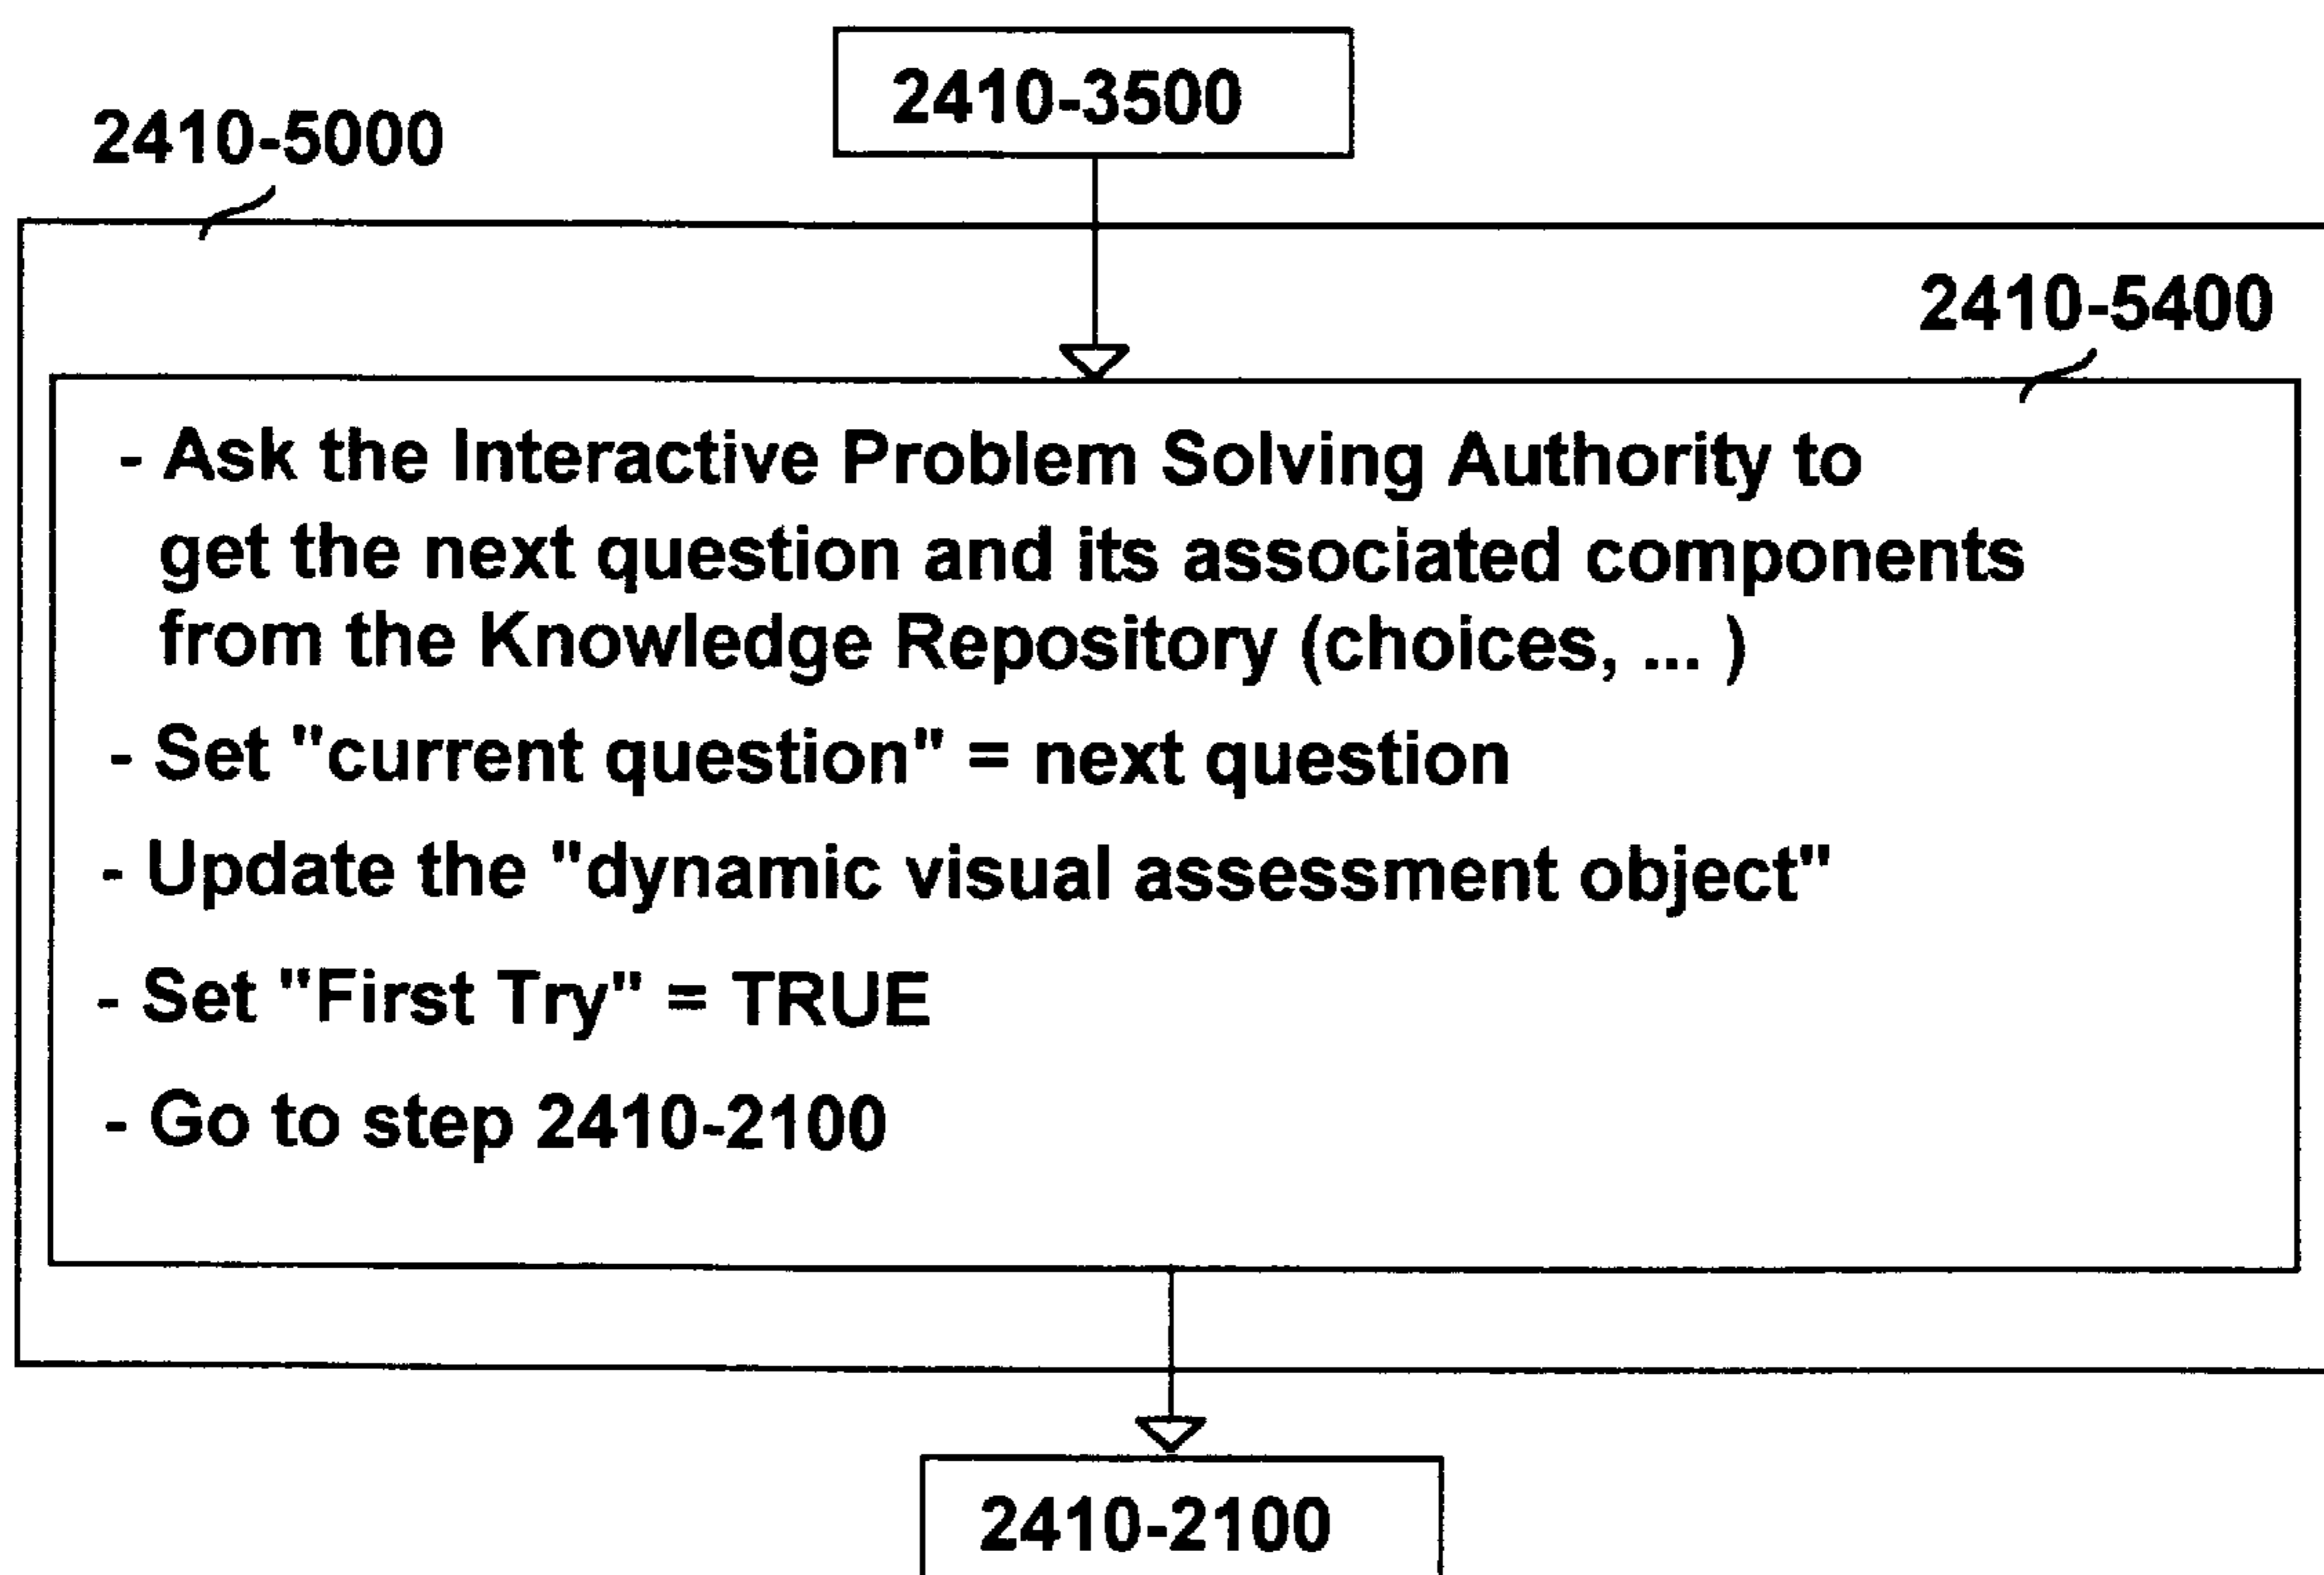 2410-3500
2410-5000
2410-5400
- Ask the Interactive Problem Solving Authority to
get the next question and its associated components
from the Knowledge Repository (choices, ... )
- Set "current question" = next question
- Update the "dynamic visual assessment object"
- Set "First Try" = TRUE
- Go to step 2410-2100
2410-2100